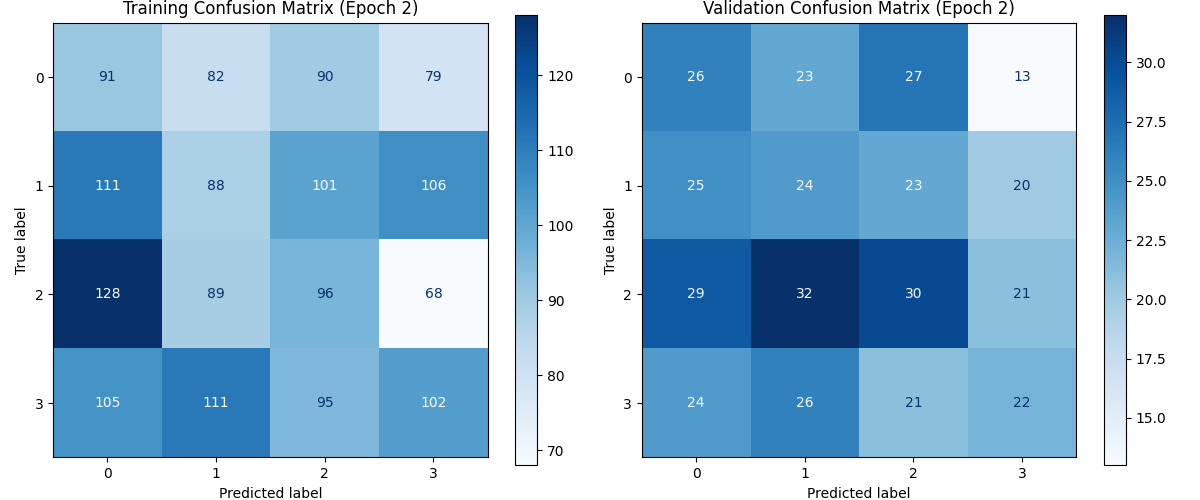 Training Confusion Matrix (Epoch 2)
True label
0 91 82 90 79
1 111 88 101 106
2 128 89 96 68
3 105 111 95 102
0 1 2 3
Predicted label
120
110
100
90
80
70
Validation Confusion Matrix (Epoch 2)
True label
0 26 23 27 13
1 25 24 23 20
2 29 32 30 21
3 24 26 21 22
0 1 2 3
Predicted label
30.0
27.5
25.0
22.5
20.0
17.5
15.0